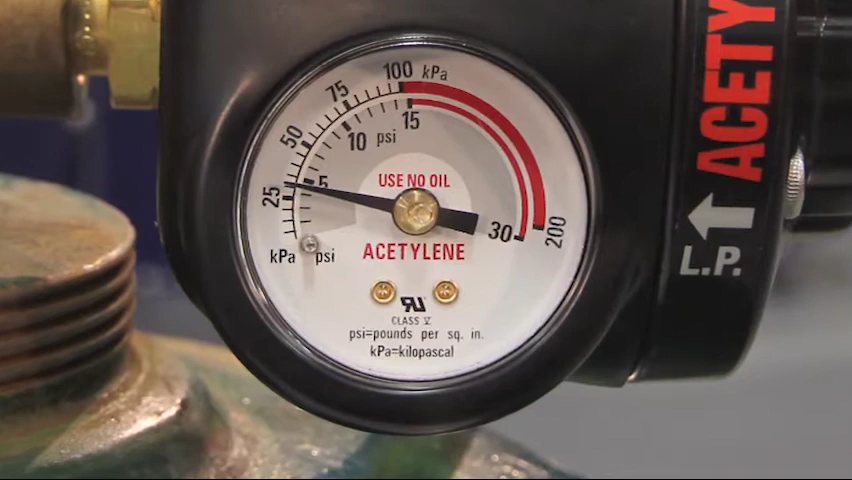 100 kPa
75
50
25
15
10 psi
5
USE NO OIL
30
200
ACETYLENE
kPa psi
RU
CLASS V
psi=pounds per sq. in.
kPa=kilopascal
ACETY
L.P.